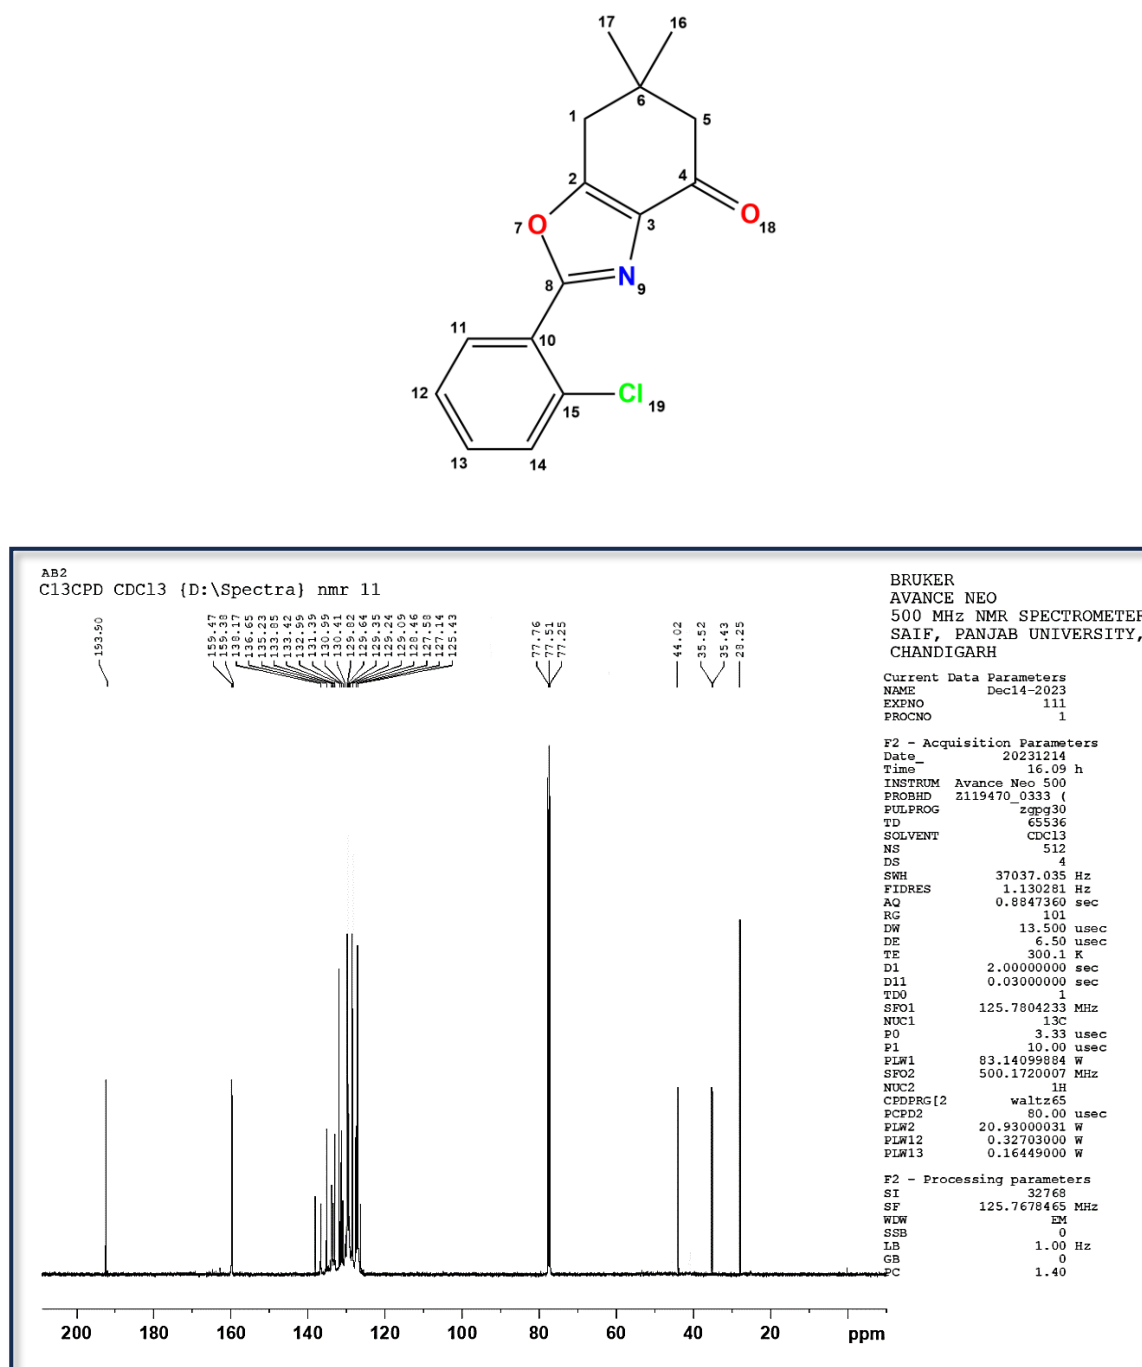 17
16
6
1
5
4
2
O
18
O
7
3
N
9
8
11
10
12
Cl
19
15
13
14
AB2
C13CPD CDCl3 {D:\Spectra} nmr 11
193.90
159.47
159.38
138.17
136.65
135.23
133.85
133.42
132.99
131.39
130.99
130.41
129.82
129.64
129.35
129.24
129.09
128.46
127.58
127.14
125.43
77.76
77.51
77.25
44.02
35.52
35.43
28.25
BRUKER
AVANCE NEO
500 MHz NMR SPECTROMETER
SAIF, PANJAB UNIVERSITY,
CHANDIGARH
Current Data Parameters
NAME Dec14-2023
EXPNO 111
PROCNO 1
F2 - Acquisition Parameters
Date_ 20231214
Time 16.09 h
INSTRUM Avance Neo 500
PROBHD Z119470_0333 (
PULPROG zgpg30
TD 65536
SOLVENT CDCl3
NS 512
DS 4
SWH 37037.035 Hz
FIDRES 1.130281 Hz
AQ 0.8847360 sec
RG 101
DW 13.500 usec
DE 6.50 usec
TE 300.1 K
D1 2.00000000 sec
D11 0.03000000 sec
TD0 1
SFO1 125.7804233 MHz
NUC1 13C
P0 3.33 usec
P1 10.00 usec
PLW1 83.14099884 W
SFO2 500.1720007 MHz
NUC2 1H
CPDPRG[2 waltz65
PCPD2 80.00 usec
PLW2 20.93000031 W
PLW12 0.32703000 W
PLW13 0.16449000 W
F2 - Processing parameters
SI 32768
SF 125.7678465 MHz
WDW EM
SSB 0
LB 1.00 Hz
GB 0
PC 1.40
200 180 160 140 120 100 80 60 40 20 ppm